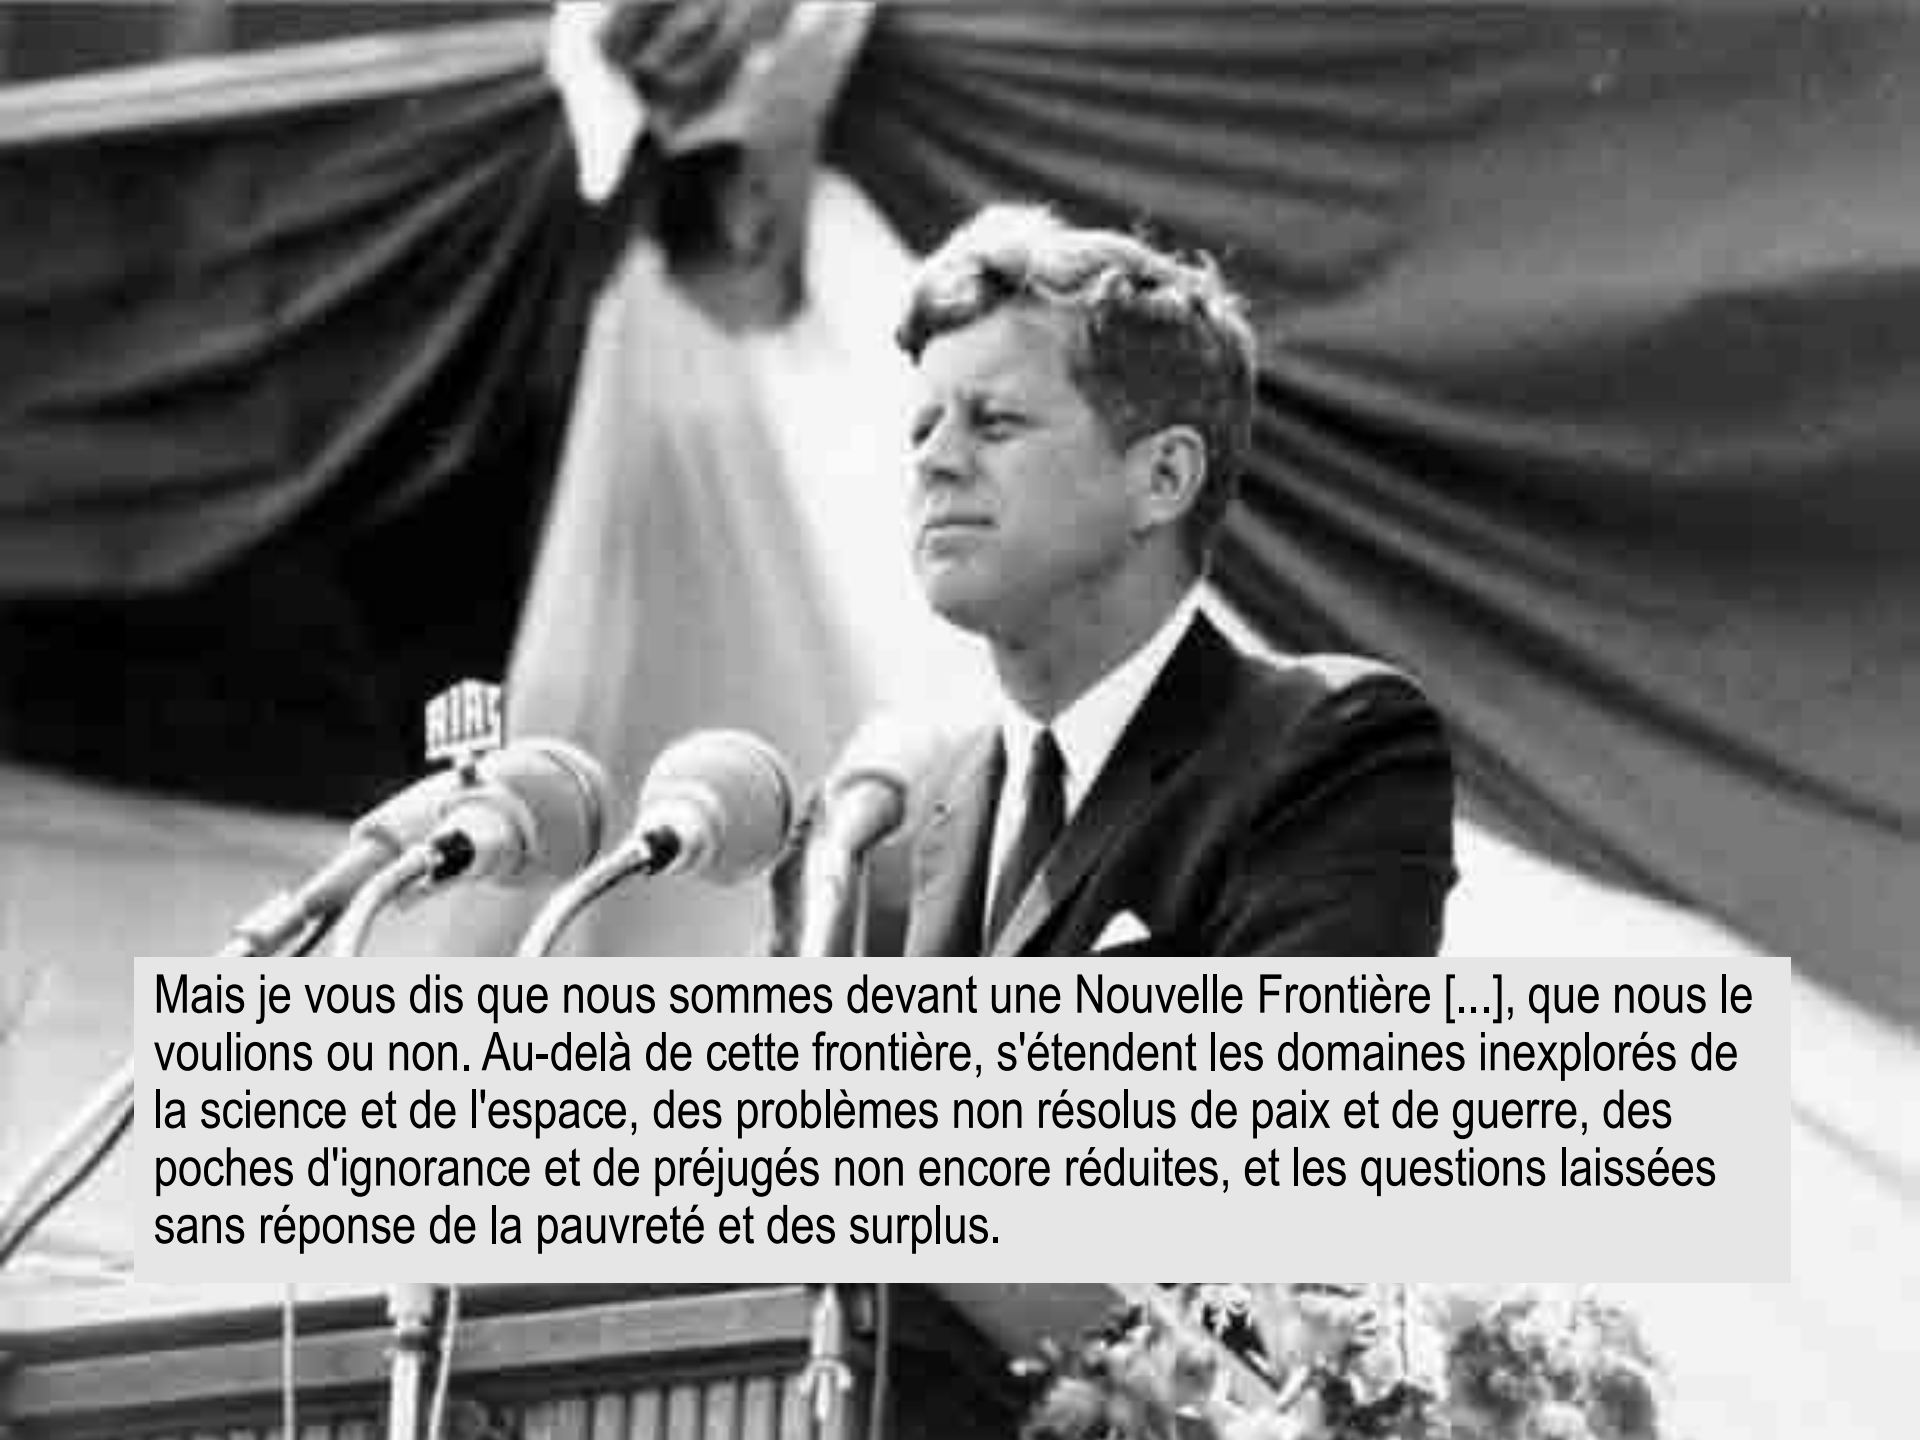 RIAS
Mais je vous dis que nous sommes devant une Nouvelle Frontière [...], que nous le
voulions ou non. Au-delà de cette frontière, s'étendent les domaines inexplorés de
la science et de l'espace, des problèmes non résolus de paix et de guerre, des
poches d'ignorance et de préjugés non encore réduites, et les questions laissées
sans réponse de la pauvreté et des surplus.